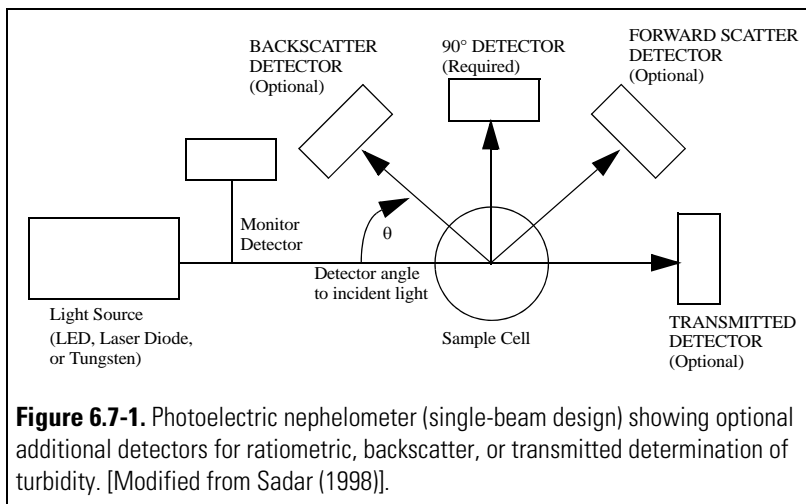 BACKSCATTER
DETECTOR
(Optional)
90° DETECTOR
(Required)
FORWARD SCATTER
DETECTOR
(Optional)
Monitor
Detector
θ
Detector angle
to incident light
Light Source
(LED, Laser Diode,
or Tungsten)
Sample Cell
TRANSMITTED
DETECTOR
(Optional)
Figure 6.7-1. Photoelectric nephelometer (single-beam design) showing optional
additional detectors for ratiometric, backscatter, or transmitted determination of
turbidity. [Modified from Sadar (1998)].